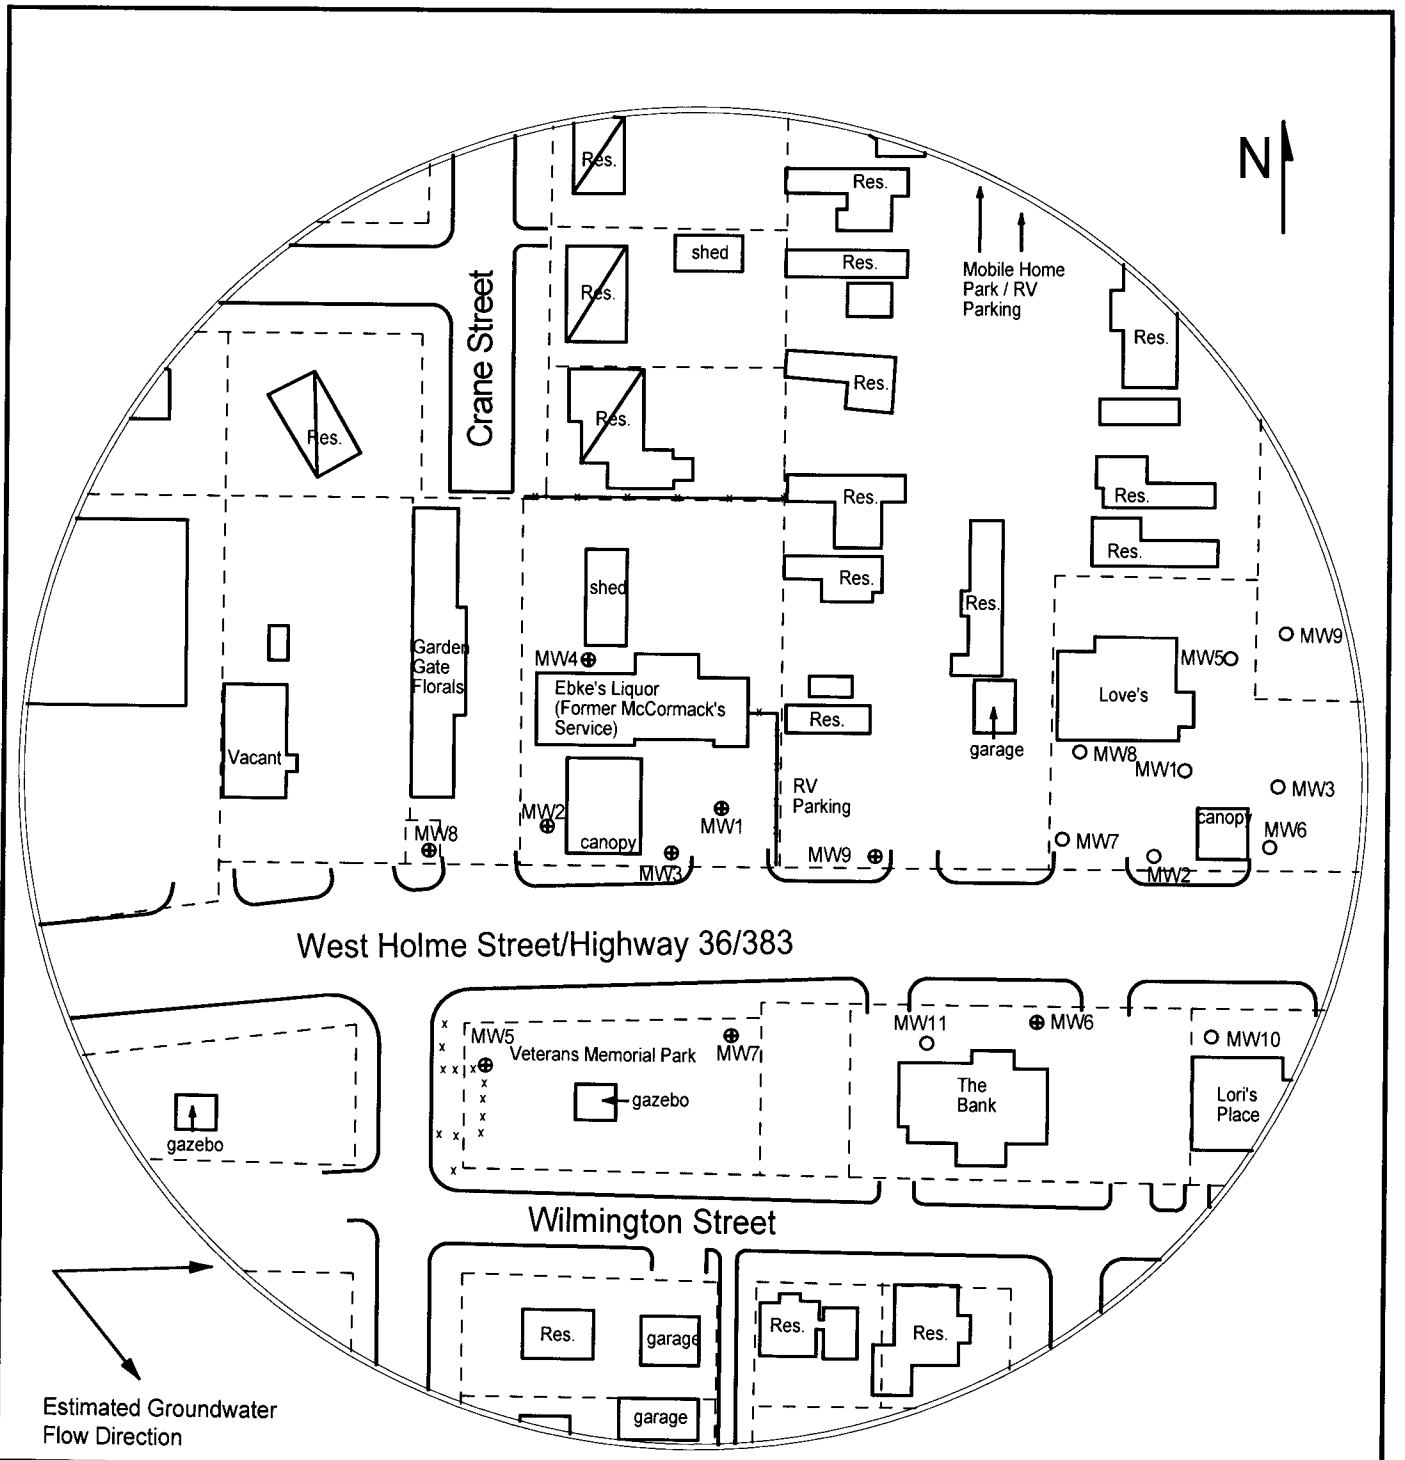 N
Res.
Res.
shed
Res.
Res.
Mobile Home
Park / RV
Parking
Crane Street
Res.
Res.
Res.
Res.
Res.
Res.
Res.
Res.
shed
Res.
Res.
MW9
Garden
Gate
Florals
MW4
MW5
Ebke's Liquor
(Former McCormack's
Service)
Love's
Res.
Vacant
garage
MW8
MW1
RV
Parking
MW3
MW2
MW1
canopy
MW6
MW8
canopy
MW9
MW7
MW3
MW2
West Holme Street/Highway 36/383
MW11
MW6
MW5
Veterans Memorial Park
MW7
MW10
The
Bank
Lori's
Place
gazebo
gazebo
Wilmington Street
Res.
garage
Res.
Res.
garage
Estimated Groundwater
Flow Direction